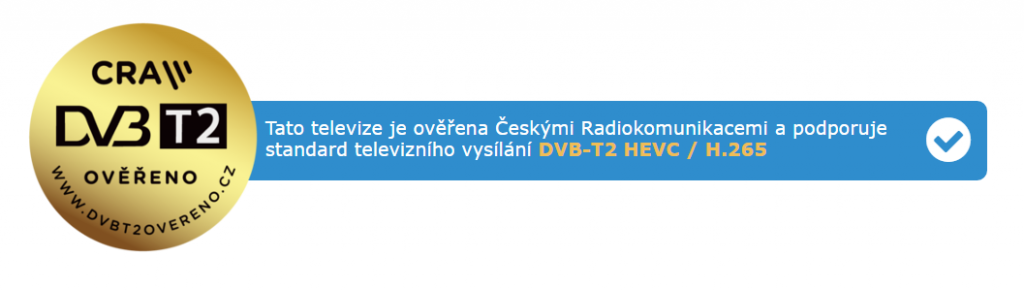 CRA
DVB T2
OVĚŘENO
WWW.DVBT2OVERENO.CZ
Tato televize je ověřena Českými Radiokomunikacemi a podporuje
standard televizního vysílání DVB-T2 HEVC / H.265